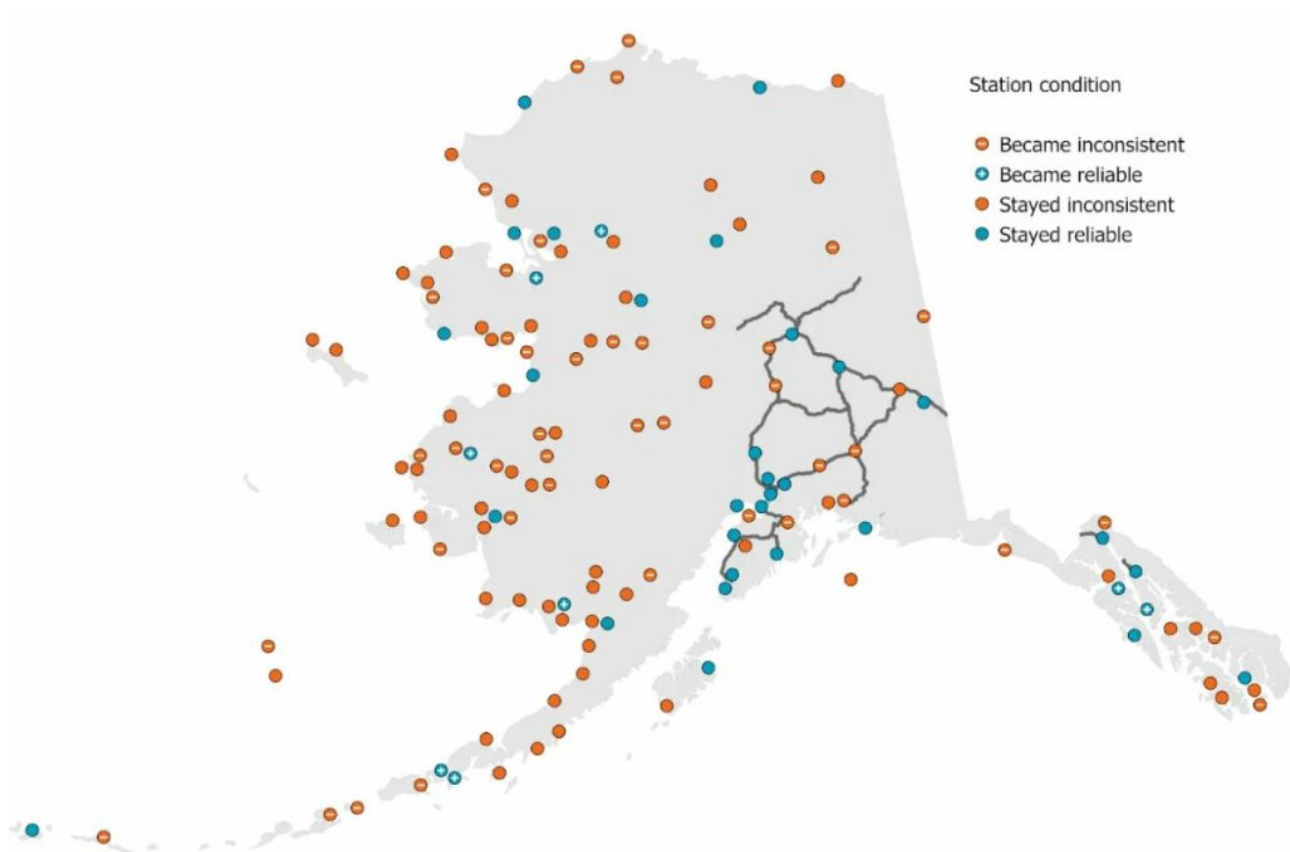 Station condition
Became inconsistent
Became reliable
Stayed inconsistent
Stayed reliable